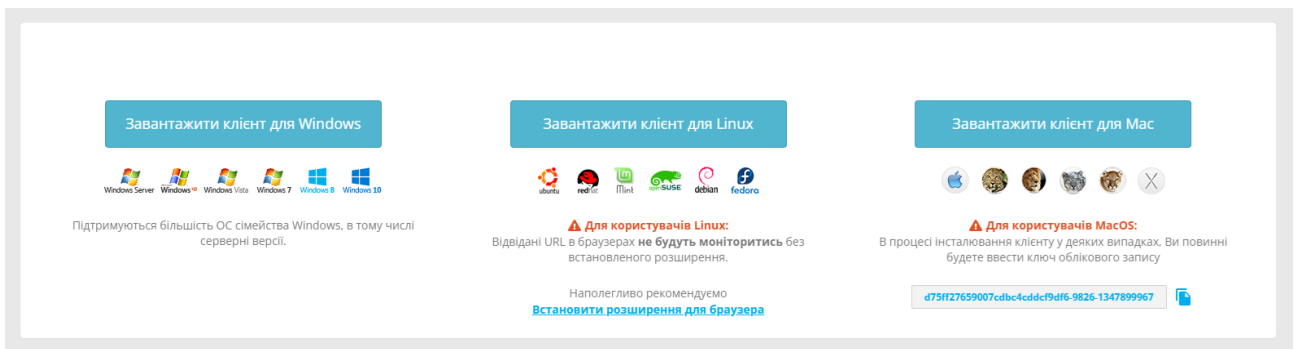 Завантажити клієнт для Windows
Windows Server Windows XP Windows Vista Windows 7 Windows 8 Windows 10
Підтримуються більшість ОС сімейства Windows, в тому числі
серверні версії.
Завантажити клієнт для Linux
ubuntu redhat Mint openSUSE debian fedora
Для користувачів Linux:
Відвідані URL в браузерах не будуть моніторитись без
встановленого розширення.
Наполегливо рекомендуємо
Встановити розширення для браузера
Завантажити клієнт для Mac
X
Для користувачів MacOS:
В процесі інсталювання клієнту у деяких випадках, Ви повинні
будете ввести ключ облікового запису
d75ff27659007cdbc4cddcf9df6-9826-1347899967